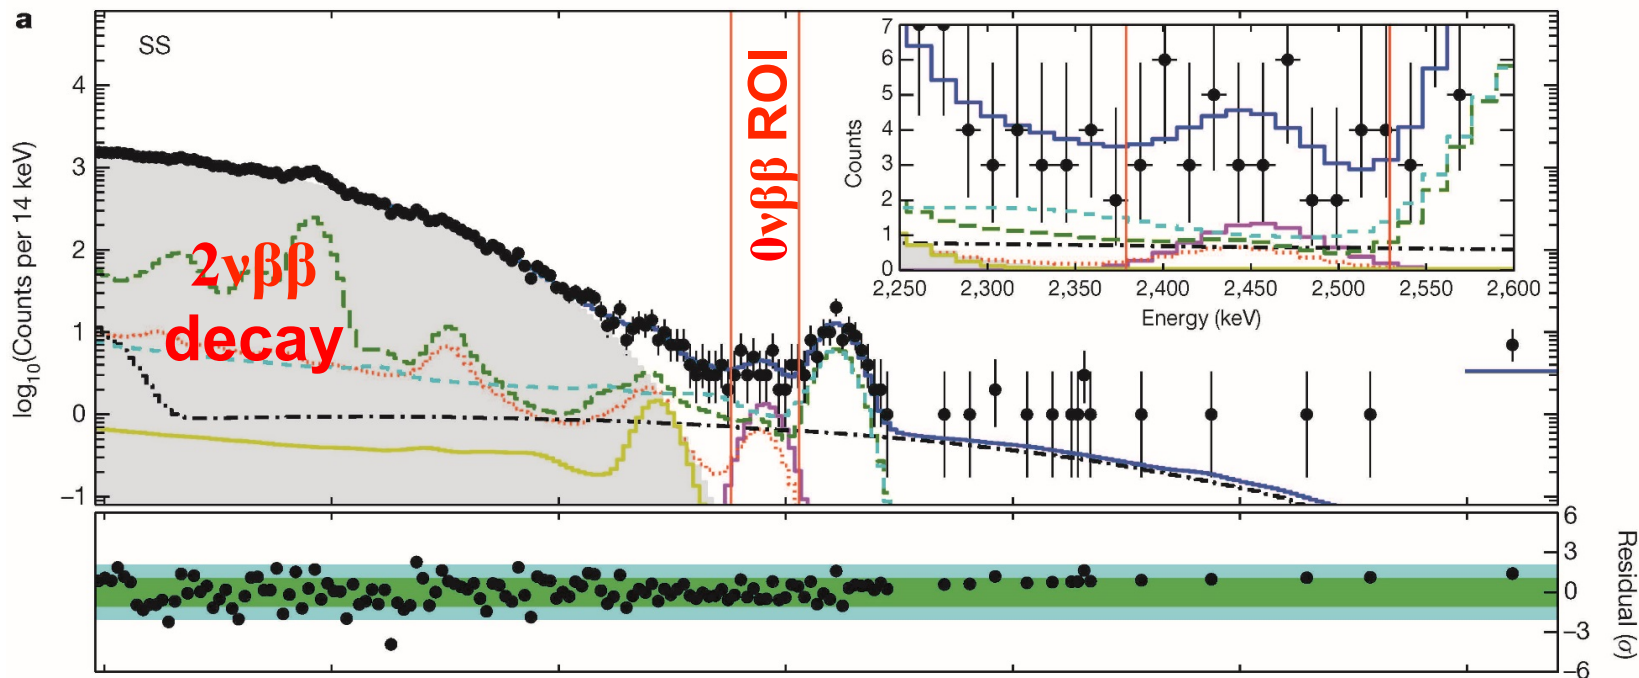 a
SS
log10(Counts per 14 keV)
4
3
2
1
0
−1
2νββ
decay
0νββ ROI
Counts
7
6
5
4
3
2
1
0
2,250 2,300 2,350 2,400 2,450 2,500 2,550 2,600
Energy (keV)
6
3
0
−3
−6
Residual (σ)